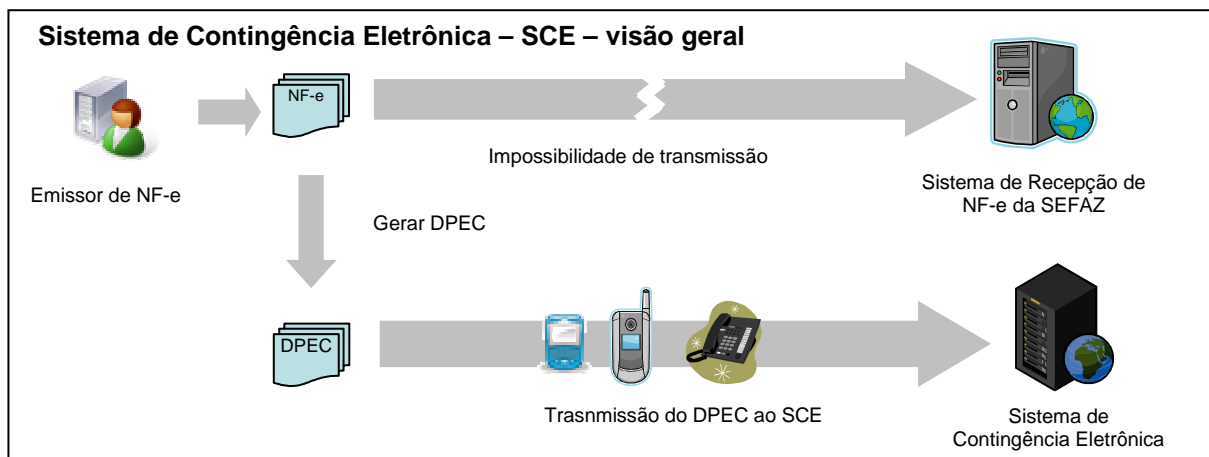 Sistema de Contingência Eletrônica – SCE – visão geral
NF-e
Impossibilidade de transmissão
Emissor de NF-e
Sistema de Recepção de
NF-e da SEFAZ
Gerar DPEC
DPEC
Trasnmissão do DPEC ao SCE
Sistema de
Contingência Eletrônica